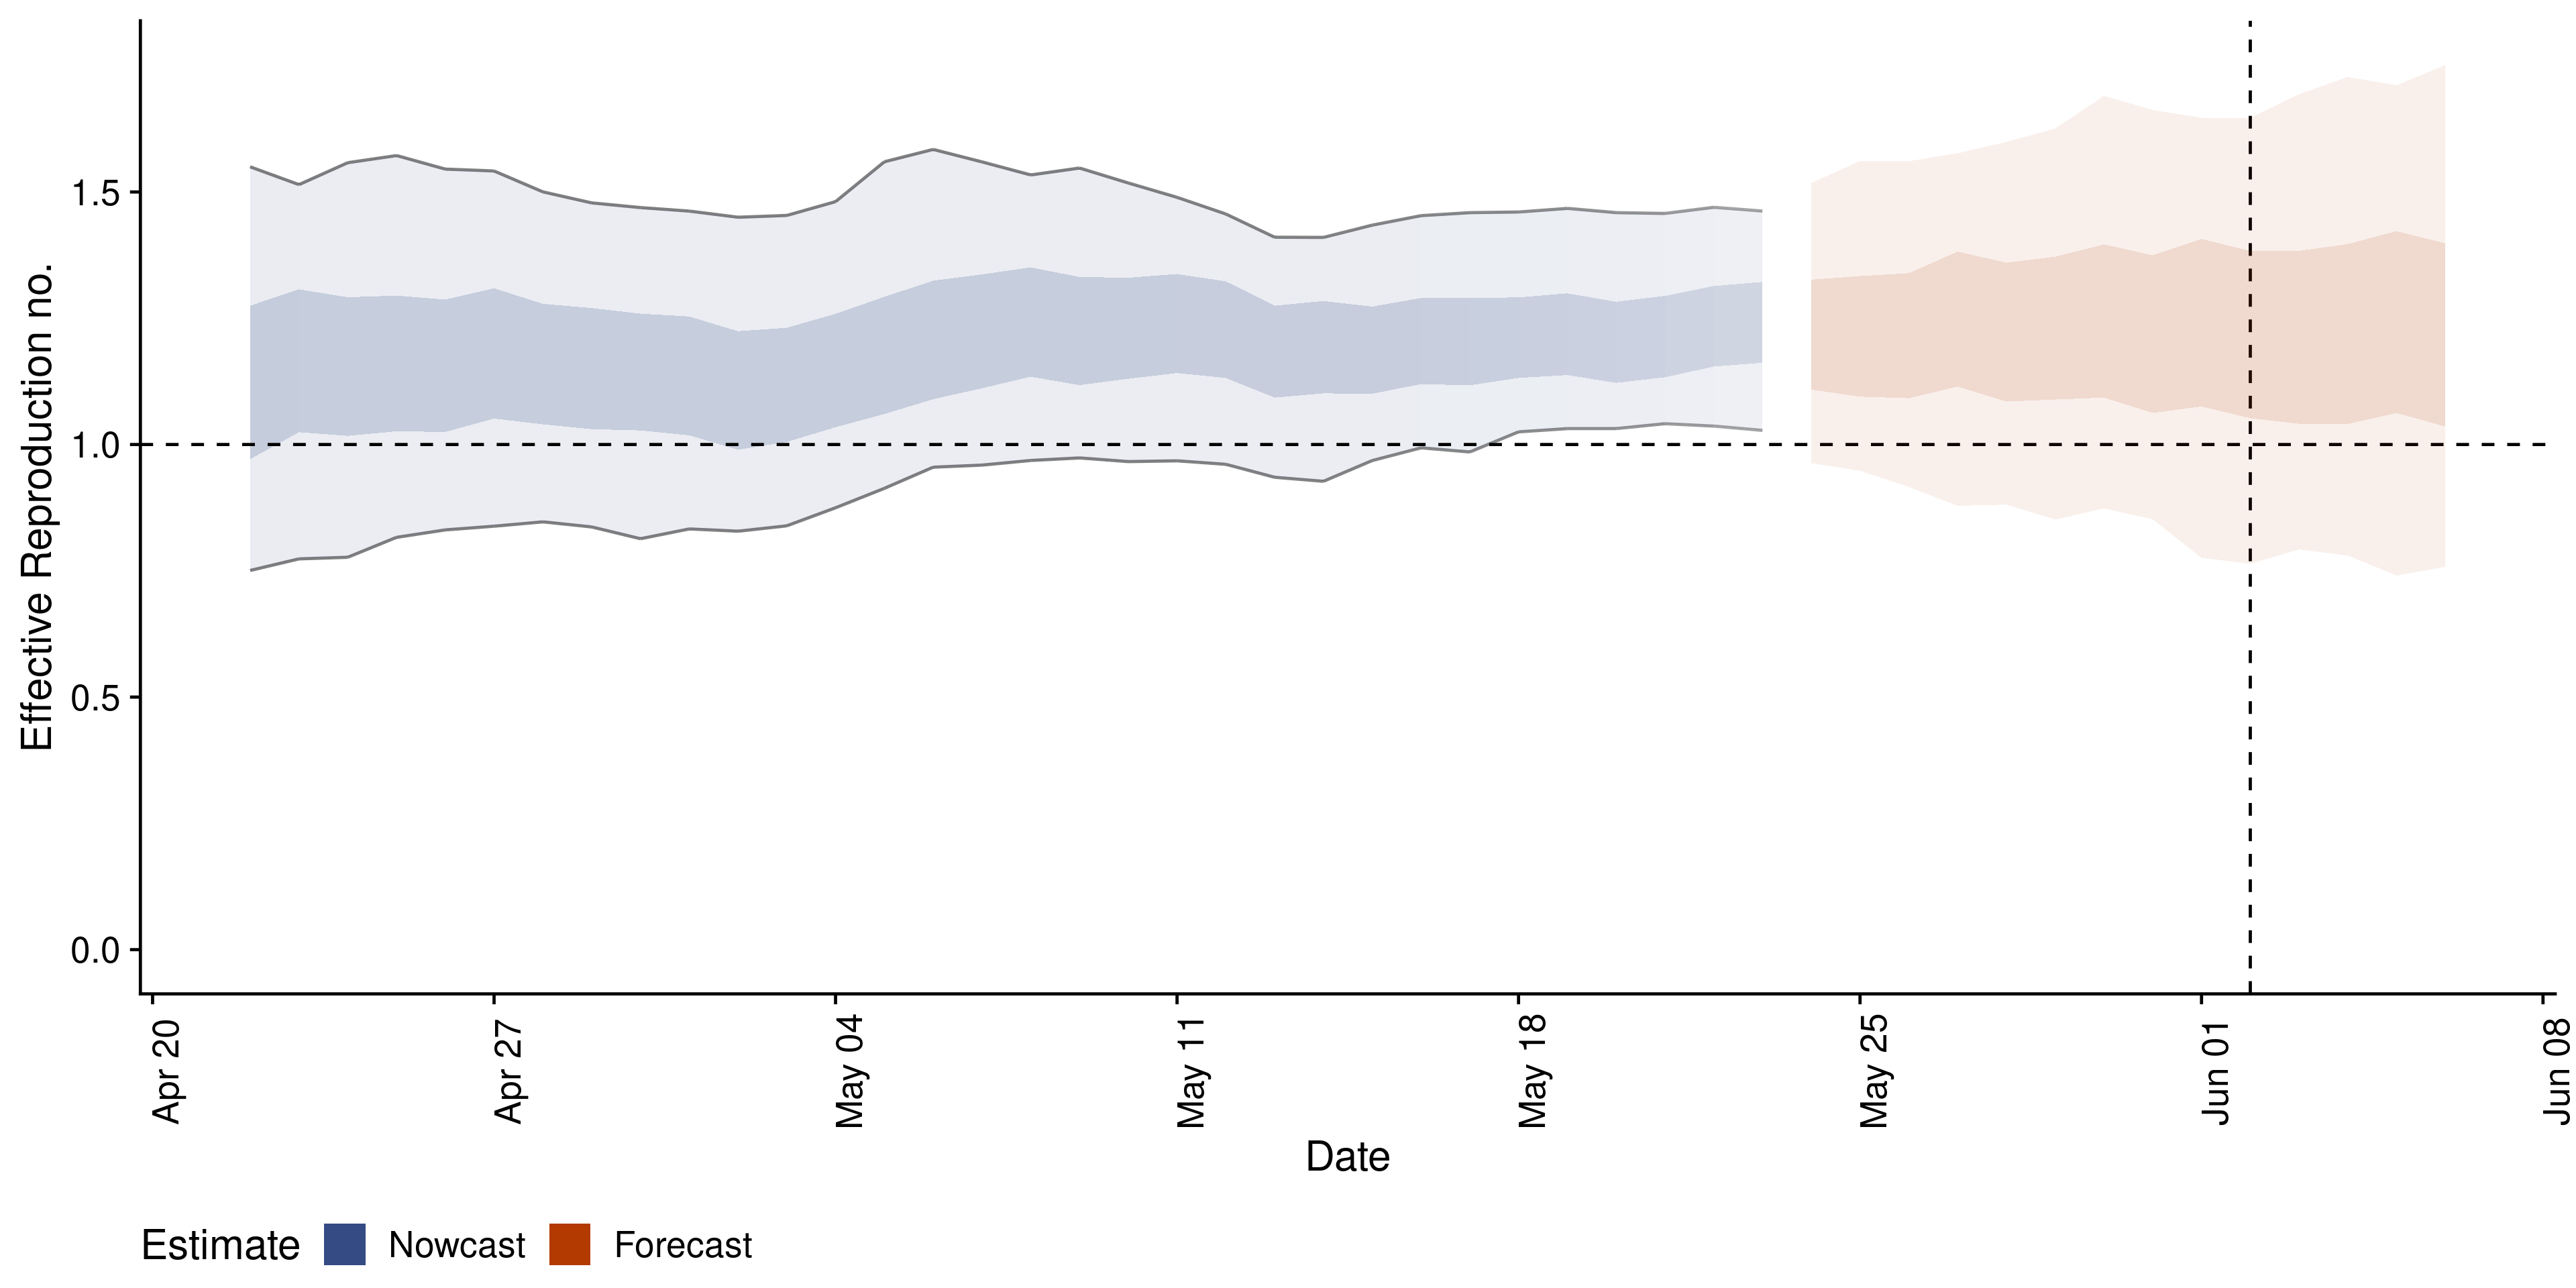 Effective Reproduction no.
1.5
1.0
0.5
0.0
Apr 20
Apr 27
May 04
May 11
May 18
May 25
Jun 01
Jun 08
Date
Estimate Nowcast Forecast